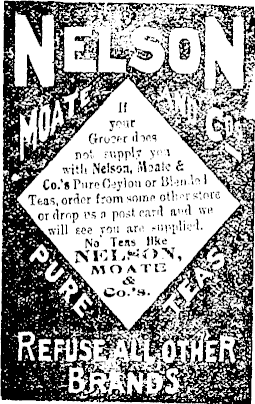 NELSON
MOATE AND Co's
If
your
Grocer does
not supply you
with Nelson, Moate &
Co.'s Pure Ceylon or Blended
Teas, order from some other store
or drop us a post card and we
will see you are supplied.
No Teas like
NELSON,
MOATE
&
Co.'s.
PURE TEAS
REFUSE ALL OTHER
BRANDS